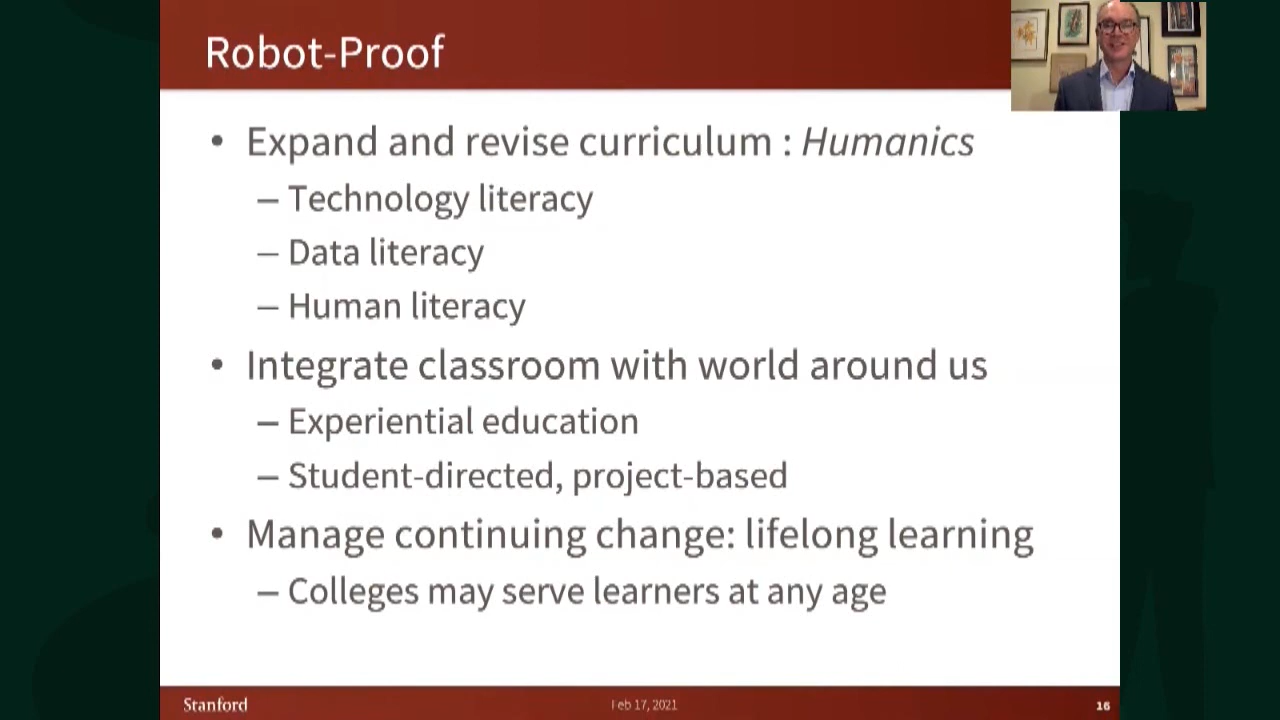 Robot-Proof
• Expand and revise curriculum : Humanics
– Technology literacy
– Data literacy
– Human literacy
• Integrate classroom with world around us
– Experiential education
– Student-directed, project-based
• Manage continuing change: lifelong learning
– Colleges may serve learners at any age
Stanford
Feb 17, 2021
16